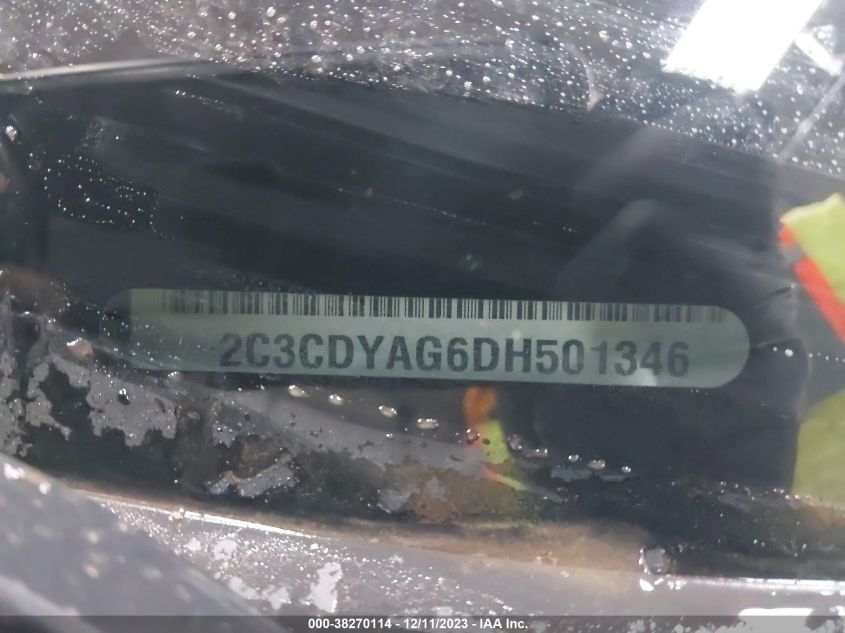 2C3CDYAG6DH501346
000-38270114 - 12/11/2023 - IAA Inc.